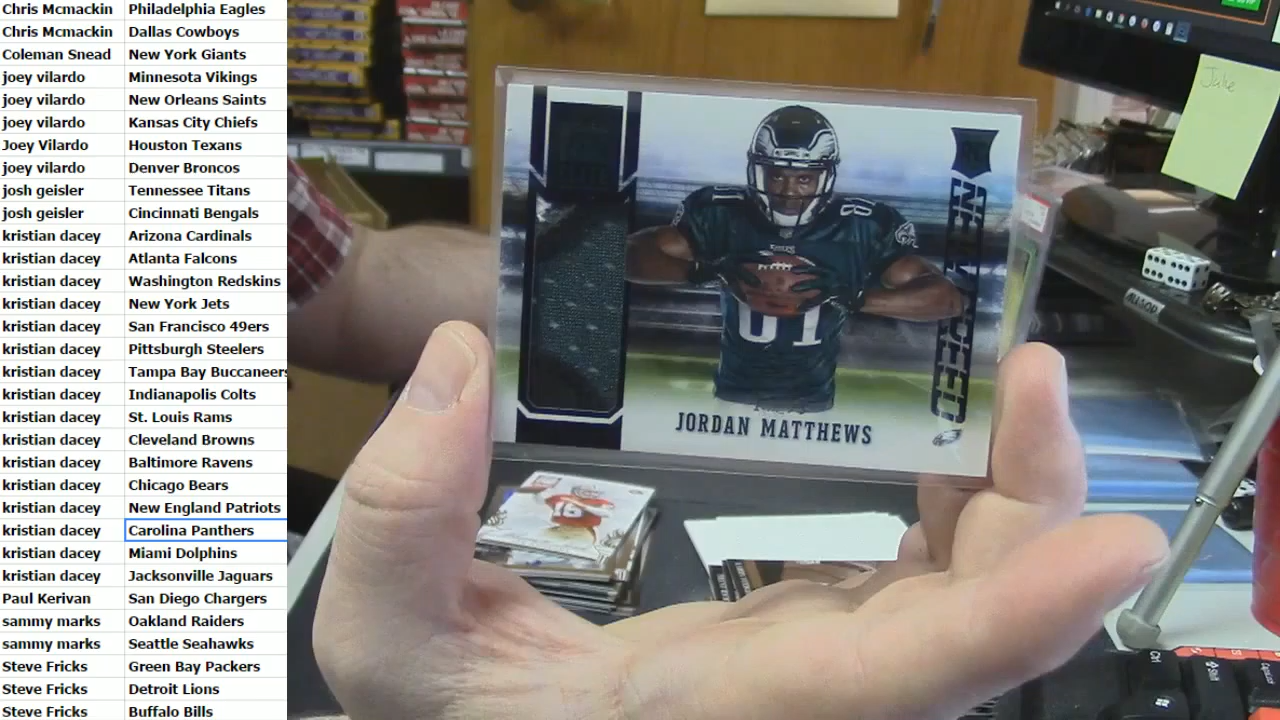 Chris Mcmackin Philadelphia Eagles
Chris Mcmackin Dallas Cowboys
Coleman Snead New York Giants
joey vilardo Minnesota Vikings
joey vilardo New Orleans Saints
joey vilardo Kansas City Chiefs
Joey Vilardo Houston Texans
joey vilardo Denver Broncos
josh geisler Tennessee Titans
josh geisler Cincinnati Bengals
kristian dacey Arizona Cardinals
kristian dacey Atlanta Falcons
kristian dacey Washington Redskins
kristian dacey New York Jets
kristian dacey San Francisco 49ers
kristian dacey Pittsburgh Steelers
kristian dacey Tampa Bay Buccaneers
kristian dacey Indianapolis Colts
kristian dacey St. Louis Rams
kristian dacey Cleveland Browns
kristian dacey Baltimore Ravens
kristian dacey Chicago Bears
kristian dacey New England Patriots
kristian dacey Carolina Panthers
kristian dacey Miami Dolphins
kristian dacey Jacksonville Jaguars
Paul Kerivan San Diego Chargers
sammy marks Oakland Raiders
sammy marks Seattle Seahawks
Steve Fricks Green Bay Packers
Steve Fricks Detroit Lions
Steve Fricks Buffalo Bills
81
81
JORDAN MATTHEWS
ALLSOP
Ctrl
Shift